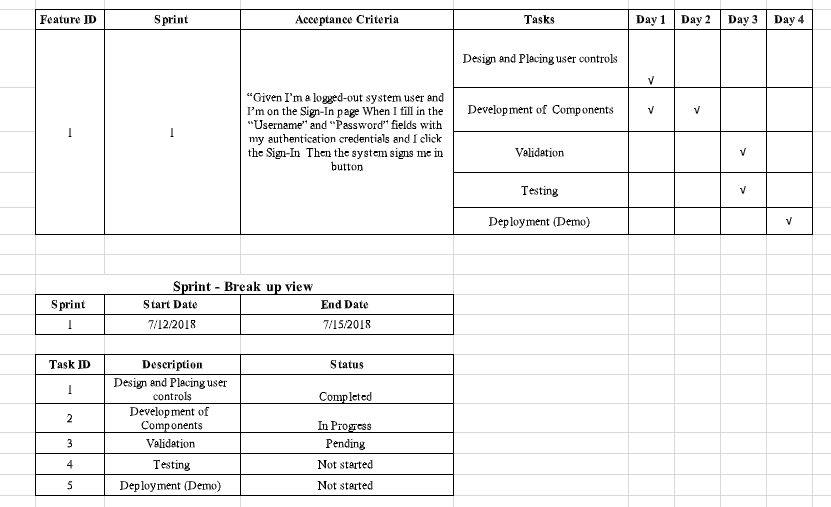 Feature ID Sprint Acceptance Criteria Tasks Day 1 Day 2 Day 3 Day 4
1 1
“Given I’m a logged-out system user and
I’m on the Sign-In page When I fill in the
“Username” and “Password” fields with
my authentication credentials and I click
the Sign-In Then the system signs me in
button
Design and Placing user controls √
Development of Components √ √
Validation √
Testing √
Deployment (Demo) √
Sprint - Break up view
Sprint Start Date End Date
1 7/12/2018 7/15/2018
Task ID Description Status
1 Design and Placing user
controls Completed
2 Development of
Components In Progress
3 Validation Pending
4 Testing Not started
5 Deployment (Demo) Not started